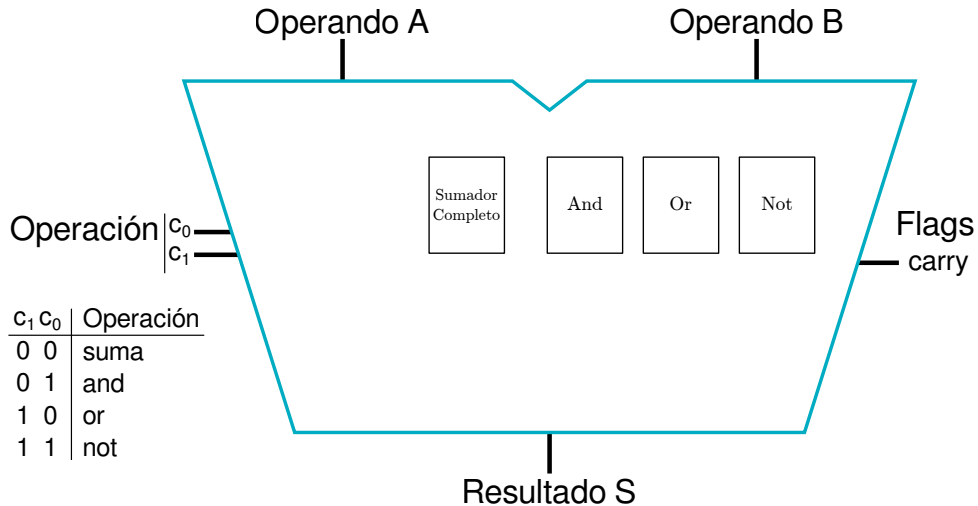 Operando A
Operando B
Sumador
Completo
And
Or
Not
Operación
c₀
c₁
Flags
carry
c₁ c₀ Operación
0 0 suma
0 1 and
1 0 or
1 1 not
Resultado S